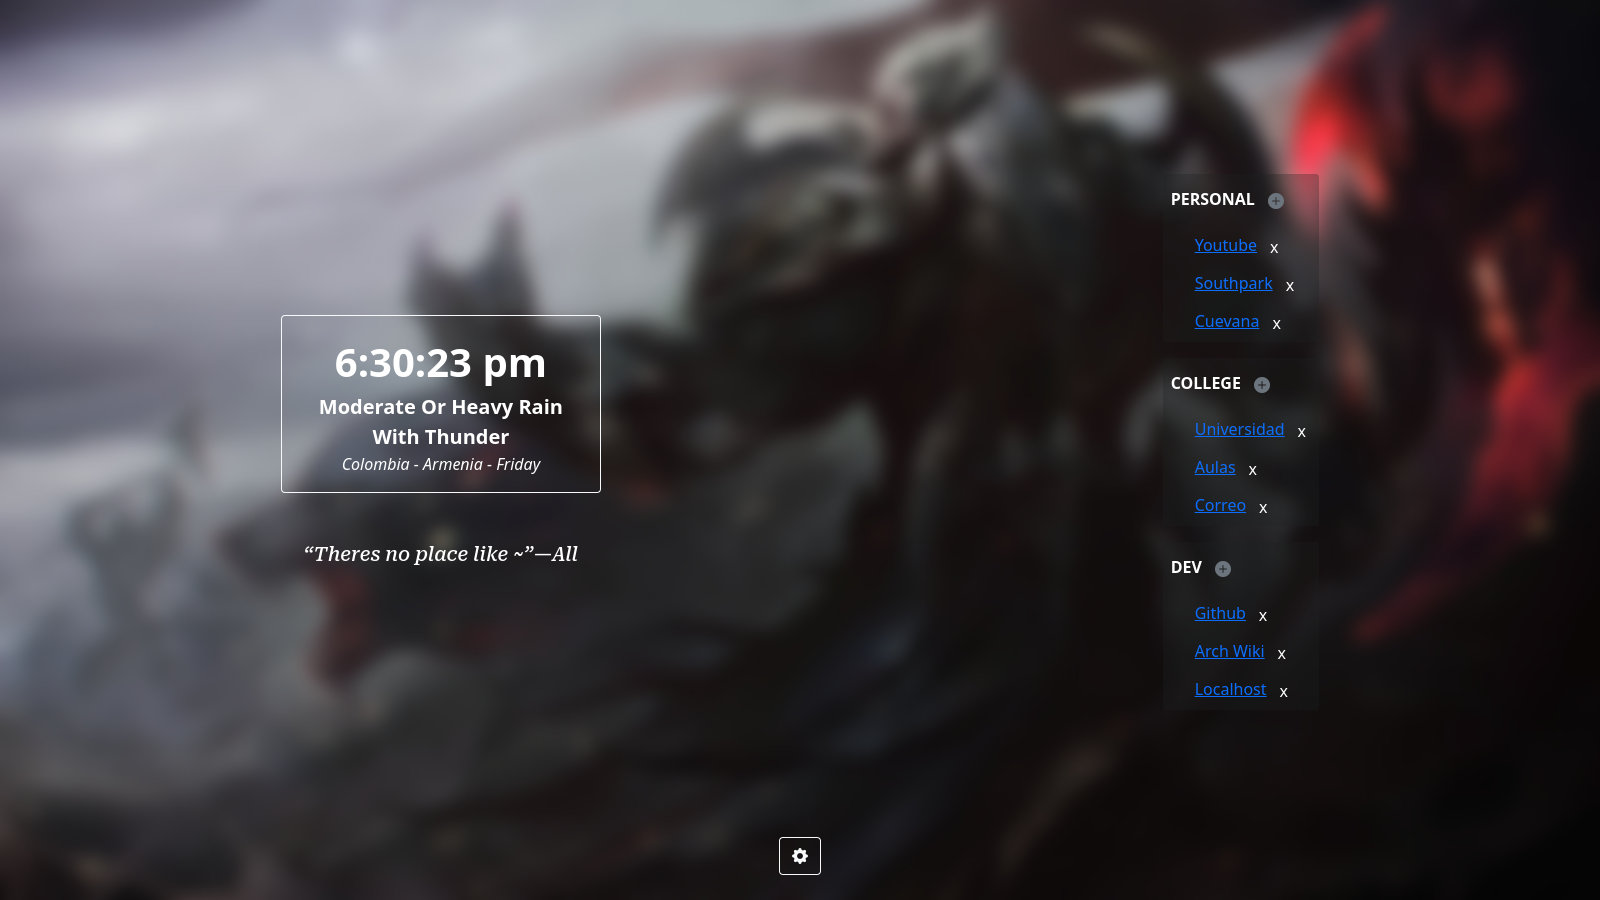 6:30:23 pm
Moderate Or Heavy Rain
With Thunder
Colombia - Armenia - Friday
“Theres no place like ~”—All
PERSONAL
Youtube x
Southpark x
Cuevana x
COLLEGE
Universidad x
Aulas x
Correo x
DEV
Github x
Arch Wiki x
Localhost x